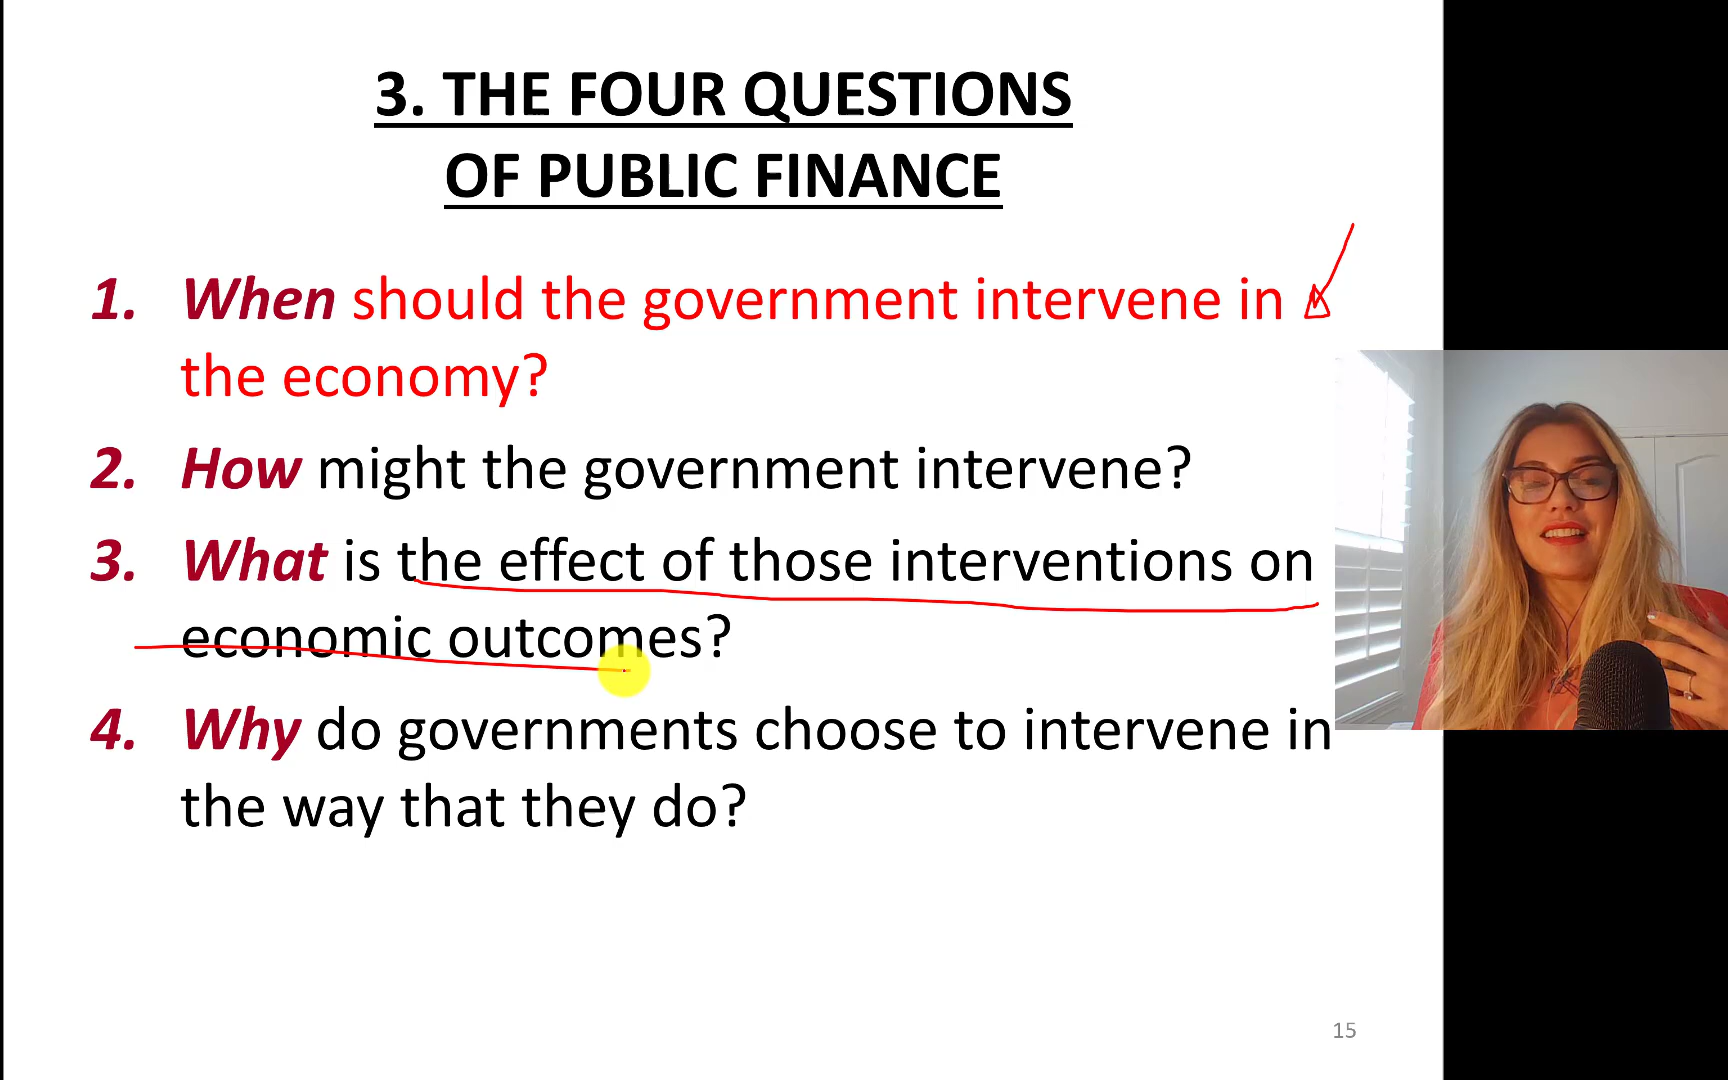 3. THE FOUR QUESTIONS
OF PUBLIC FINANCE
1. When should the government intervene in
the economy?
2. How might the government intervene?
3. What is the effect of those interventions on
economic outcomes?
4. Why do governments choose to intervene in
the way that they do?
15